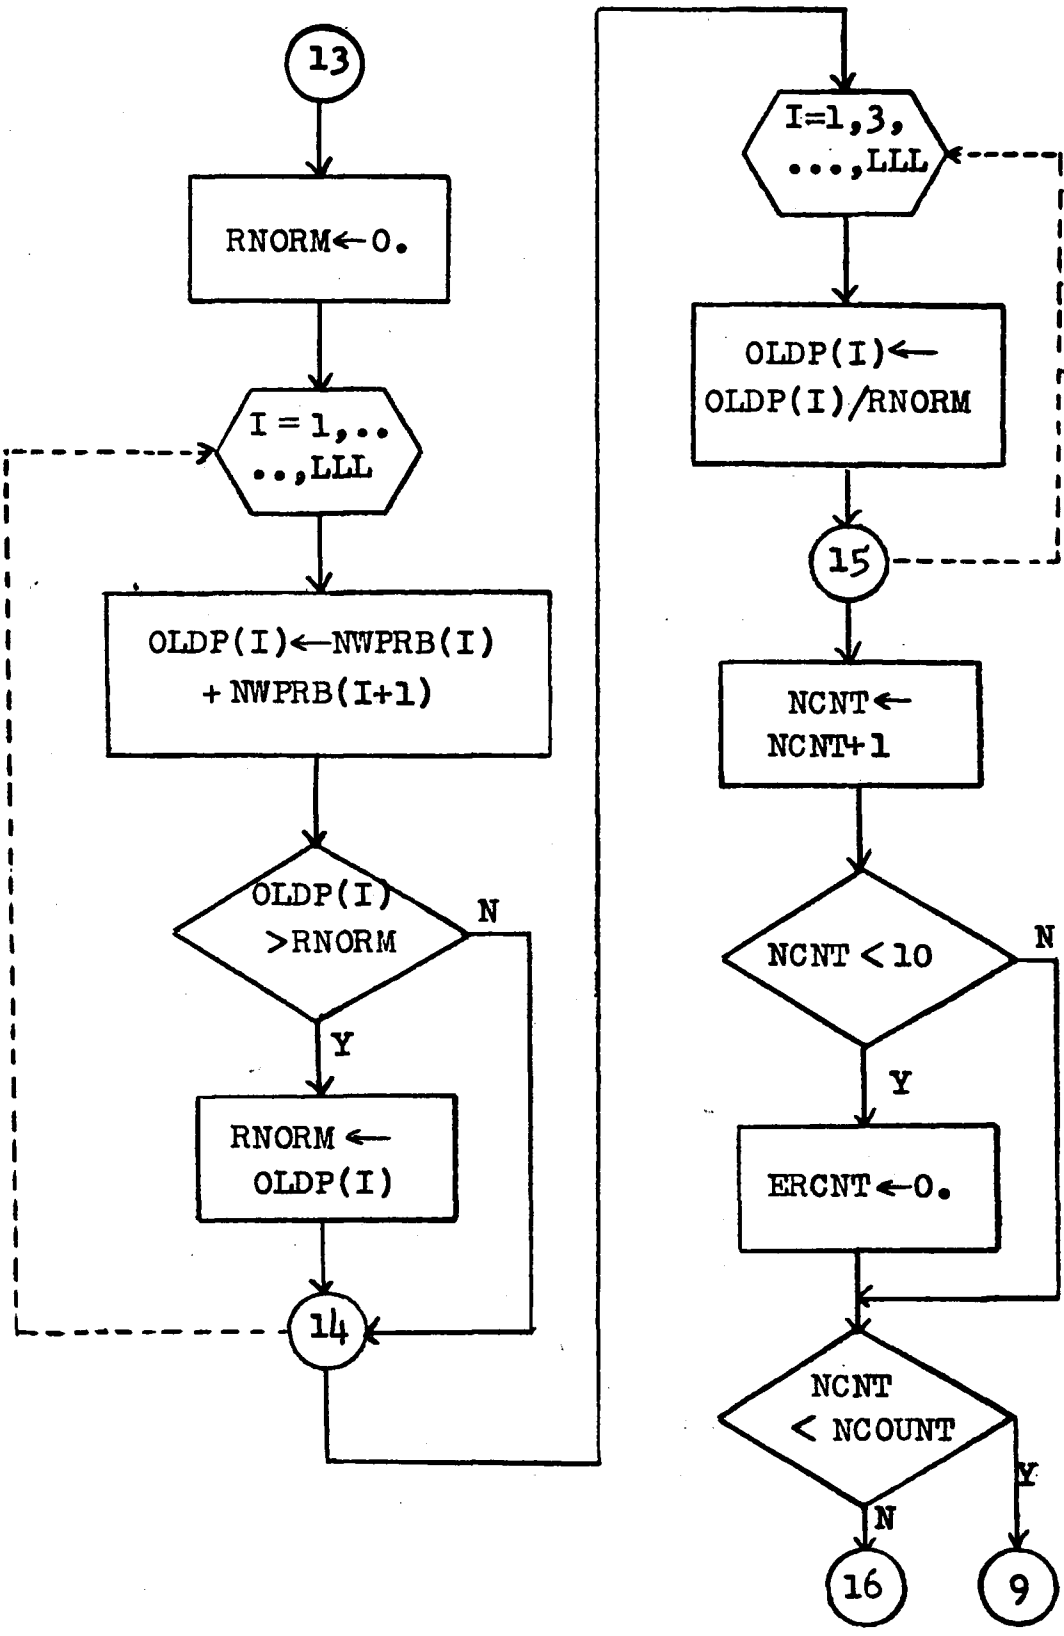 13
RNORM←0.
I = 1,..
..,LLL
OLDP(I)←NWPRB(I)
+ NWPRB(I+1)
OLDP(I)
>RNORM
N
Y
RNORM ←
OLDP(I)
14
I=1,3,
...,LLL
OLDP(I)←
OLDP(I)/RNORM
15
NCNT←
NCNT+1
NCNT < 10
N
Y
ERCNT←0.
NCNT
< NCOUNT
Y
N
16
9